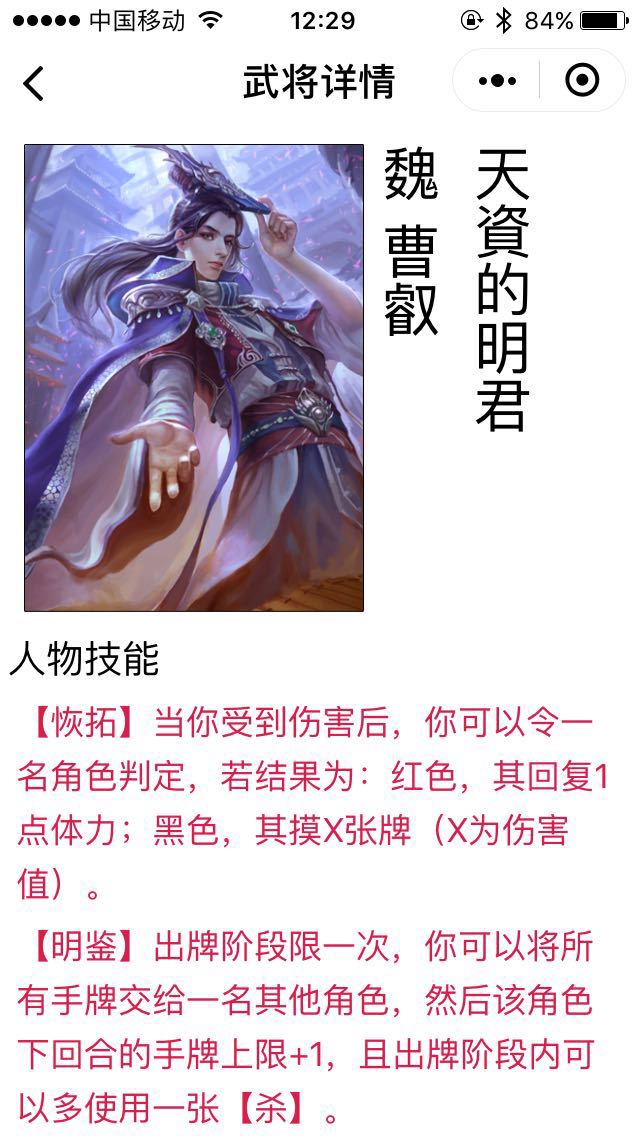 中国移动 12:29 84%
武将详情
天資的明君
魏 曹叡
人物技能
【恢拓】当你受到伤害后，你可以令一
名角色判定，若结果为：红色，其回复1
点体力；黑色，其摸X张牌（X为伤害
值）。
【明鉴】出牌阶段限一次，你可以将所
有手牌交给一名其他角色，然后该角色
下回合的手牌上限+1，且出牌阶段内可
以多使用一张【杀】。